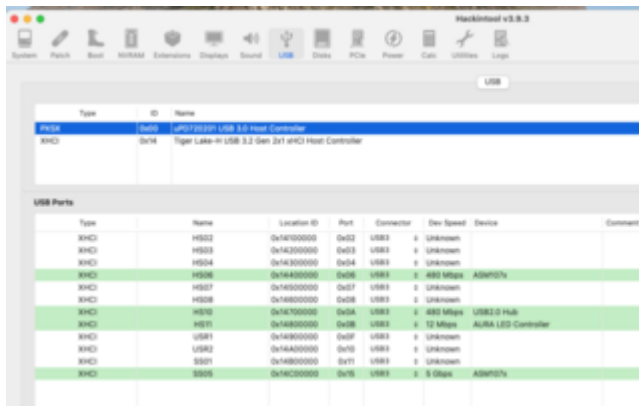 Hackintool v3.9.3
System Patch Boot NVRAM Extensions Displays Sound USB Disks PCIe Power Calc Utilities Logs
USB
Type ID Name
PXSX 0x00 uPD720201 USB 3.0 Host Controller
XHCI 0x14 Tiger Lake-H USB 3.2 Gen 2x1 xHCI Host Controller
USB Ports
Type Name Location ID Port Connector Dev Speed Device Comment
XHCI HS02 0x14100000 0x02 USB3 Unknown
XHCI HS03 0x14200000 0x03 USB3 Unknown
XHCI HS04 0x14300000 0x04 USB3 Unknown
XHCI HS06 0x14400000 0x06 USB3 480 Mbps ASM107x
XHCI HS07 0x14500000 0x07 USB3 Unknown
XHCI HS08 0x14600000 0x08 USB3 Unknown
XHCI HS10 0x14700000 0x0A USB3 480 Mbps USB2.0 Hub
XHCI HS11 0x14800000 0x0B USB3 12 Mbps AURA LED Controller
XHCI USR1 0x14900000 0x0F USB3 Unknown
XHCI USR2 0x14A00000 0x10 USB3 Unknown
XHCI SS01 0x14B00000 0x11 USB3 Unknown
XHCI SS05 0x14C00000 0x15 USB3 5 Gbps ASM107x